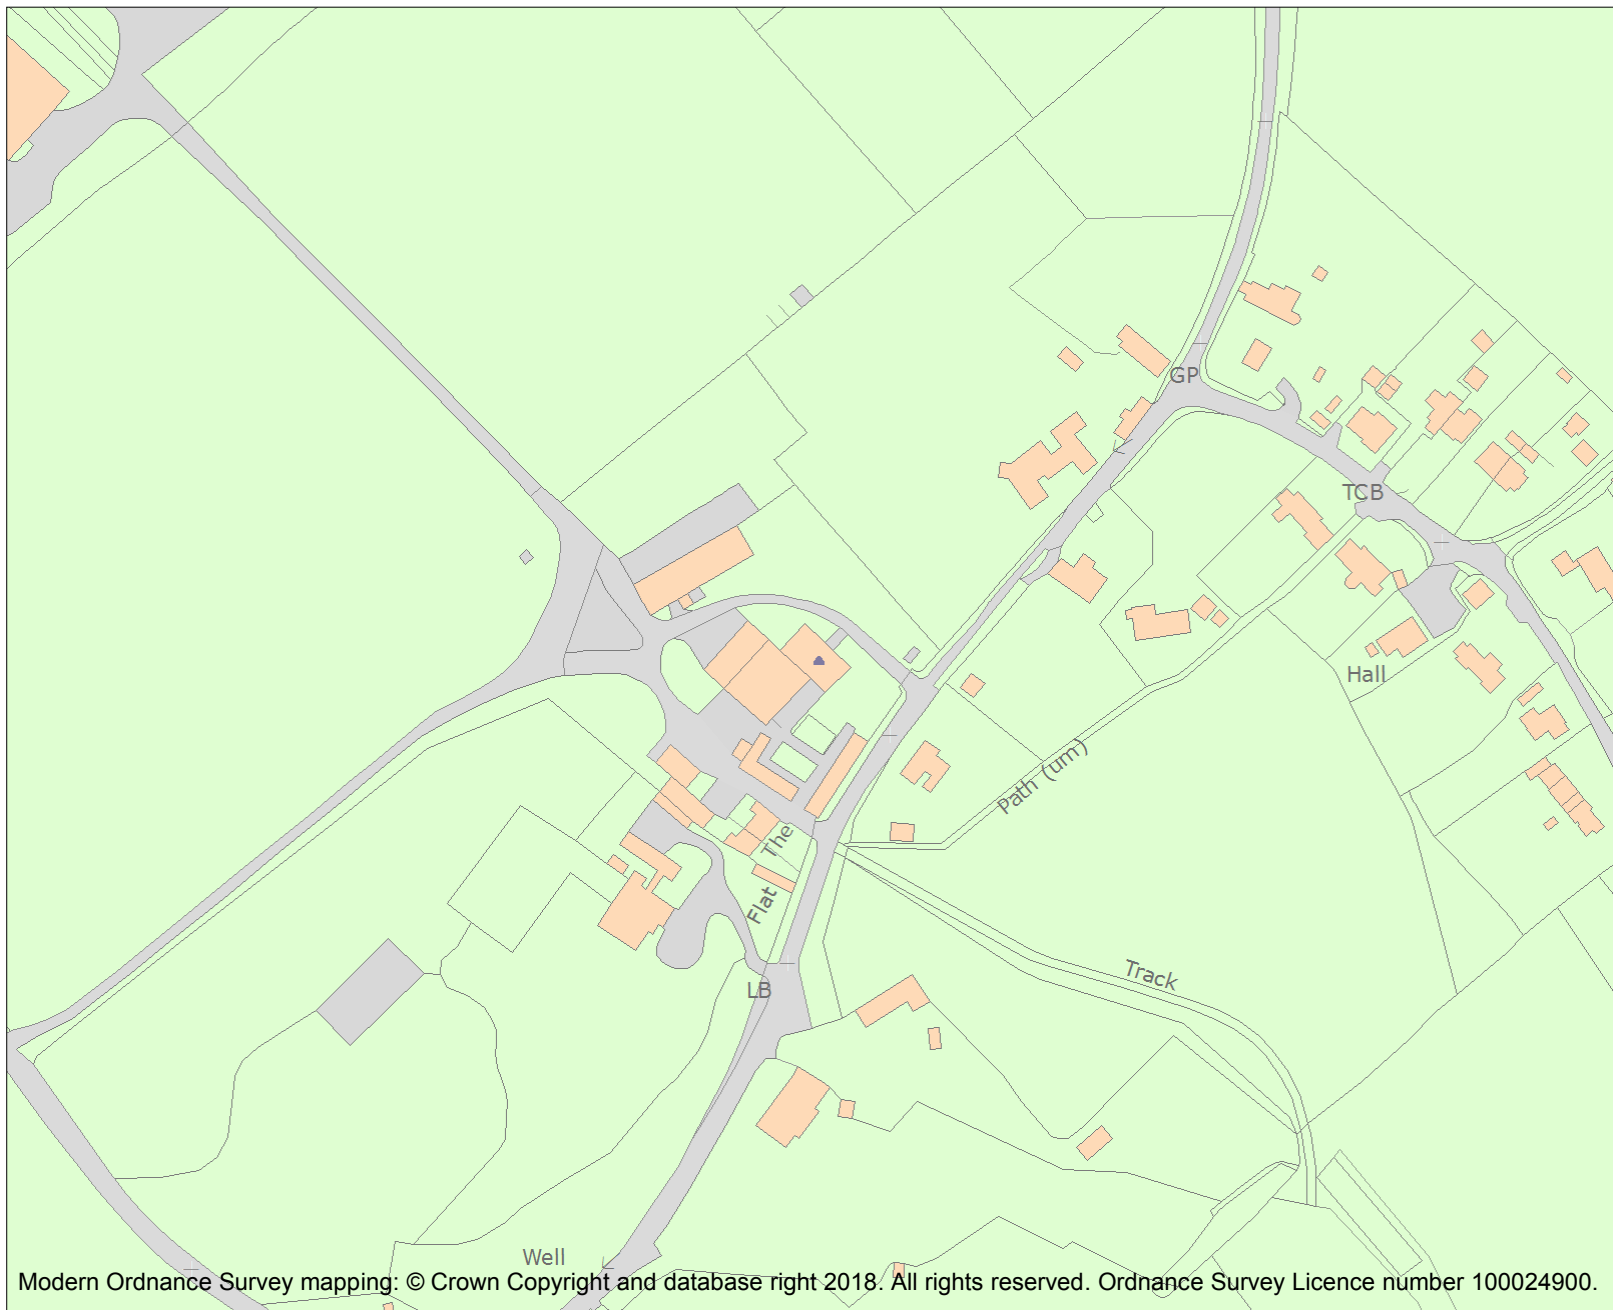 GP
TCB
Hall
Path (um)
The
Flat
Track
LB
Well
Modern Ordnance Survey mapping: © Crown Copyright and database right 2018. All rights reserved. Ordnance Survey Licence number 100024900.